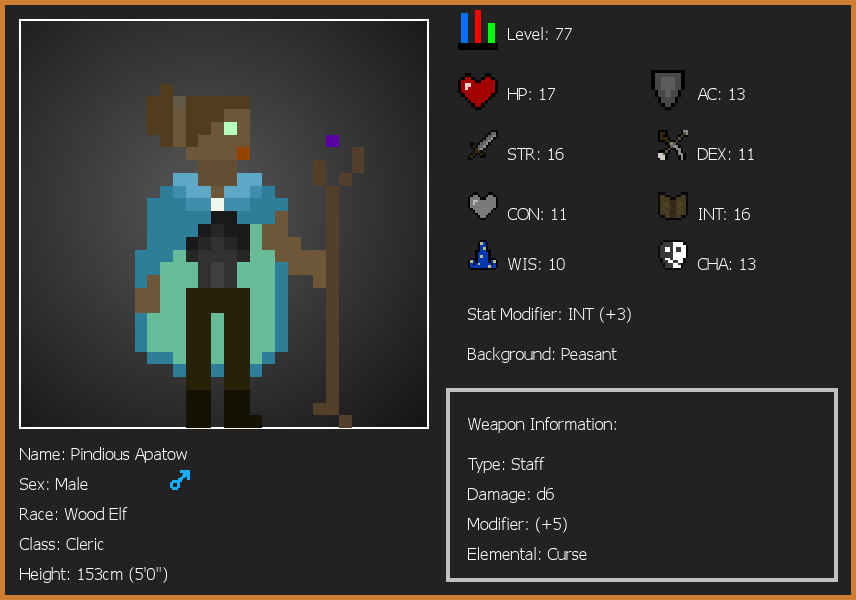 Level: 77
HP: 17
AC: 13
STR: 16
DEX: 11
CON: 11
INT: 16
WIS: 10
CHA: 13
Stat Modifier: INT (+3)
Background: Peasant
Weapon Information:
Type: Staff
Damage: d6
Modifier: (+5)
Elemental: Curse
Name: Pindious Apatow
Sex: Male
Race: Wood Elf
Class: Cleric
Height: 153cm (5'0")